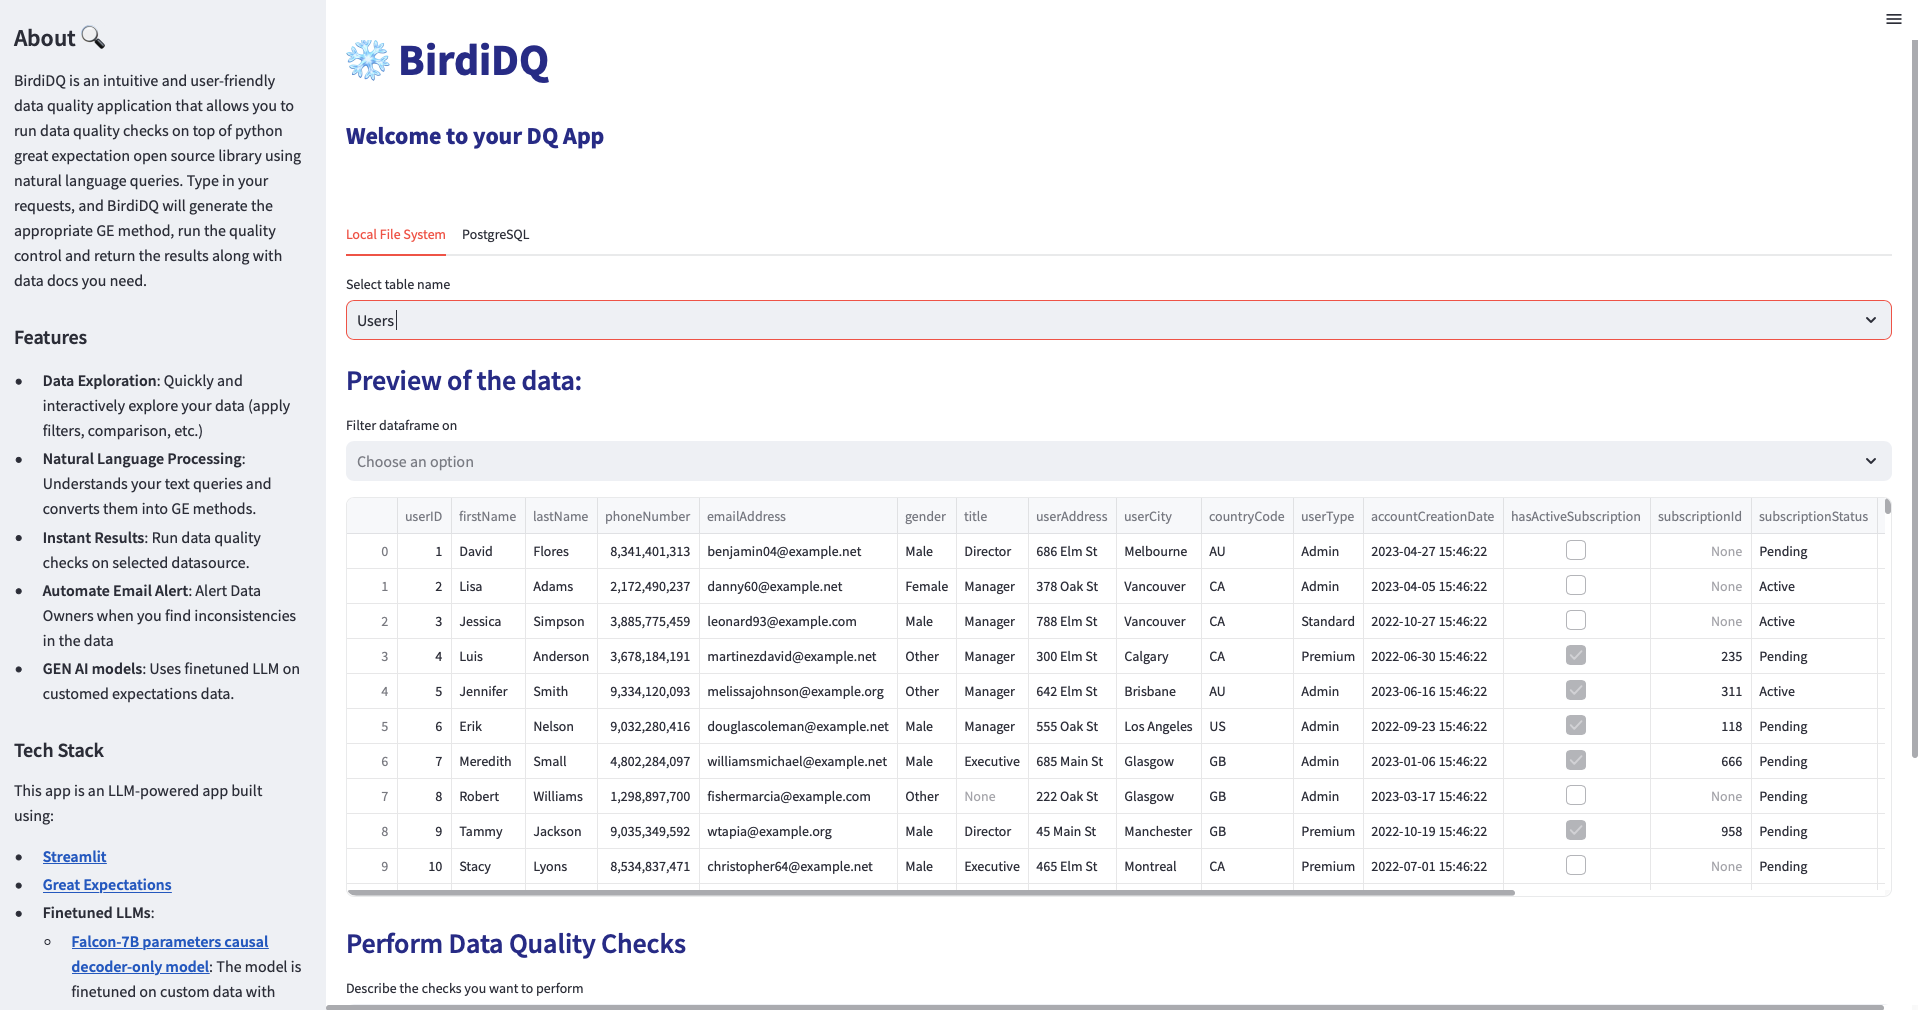 About
BirdiDQ is an intuitive and user-friendly
data quality application that allows you to
run data quality checks on top of python
great expectation open source library using
natural language queries. Type in your
requests, and BirdiDQ will generate the
appropriate GE method, run the quality
control and return the results along with
data docs you need.
Features
• Data Exploration: Quickly and
interactively explore your data (apply
filters, comparison, etc.)
• Natural Language Processing:
Understands your text queries and
converts them into GE methods.
• Instant Results: Run data quality
checks on selected datasource.
• Automate Email Alert: Alert Data
Owners when you find inconsistencies
in the data
• GEN AI models: Uses finetuned LLM on
customed expectations data.
Tech Stack
This app is an LLM-powered app built
using:
• Streamlit
• Great Expectations
• Finetuned LLMs:
◦ Falcon-7B parameters causal
decoder-only model: The model is
finetuned on custom data with
BirdiDQ
Welcome to your DQ App
Local File System PostgreSQL
Select table name
Users
Preview of the data:
Filter dataframe on
Choose an option
userID firstName lastName phoneNumber emailAddress gender title userAddress userCity countryCode userType accountCreationDate hasActiveSubscription subscriptionId subscriptionStatus
0 1 David Flores 8,341,401,313 benjamin04@example.net Male Director 686 Elm St Melbourne AU Admin 2023-04-27 15:46:22 None Pending
1 2 Lisa Adams 2,172,490,237 danny60@example.net Female Manager 378 Oak St Vancouver CA Admin 2023-04-05 15:46:22 None Active
2 3 Jessica Simpson 3,885,775,459 leonard93@example.com Male Manager 788 Elm St Vancouver CA Standard 2022-10-27 15:46:22 None Active
3 4 Luis Anderson 3,678,184,191 martinezdavid@example.net Other Manager 300 Elm St Calgary CA Premium 2022-06-30 15:46:22 235 Pending
4 5 Jennifer Smith 9,334,120,093 melissajohnson@example.org Other Manager 642 Elm St Brisbane AU Admin 2023-06-16 15:46:22 311 Active
5 6 Erik Nelson 9,032,280,416 douglascoleman@example.net Male Manager 555 Oak St Los Angeles US Admin 2022-09-23 15:46:22 118 Pending
6 7 Meredith Small 4,802,284,097 williamsmichael@example.net Male Executive 685 Main St Glasgow GB Admin 2023-01-06 15:46:22 666 Pending
7 8 Robert Williams 1,298,897,700 fishermarcia@example.com Other None 222 Oak St Glasgow GB Admin 2023-03-17 15:46:22 None Pending
8 9 Tammy Jackson 9,035,349,592 wtapia@example.org Male Director 45 Main St Manchester GB Premium 2022-10-19 15:46:22 958 Pending
9 10 Stacy Lyons 8,534,837,471 christopher64@example.net Male Executive 465 Elm St Montreal CA Premium 2022-07-01 15:46:22 None Pending
Perform Data Quality Checks
Describe the checks you want to perform